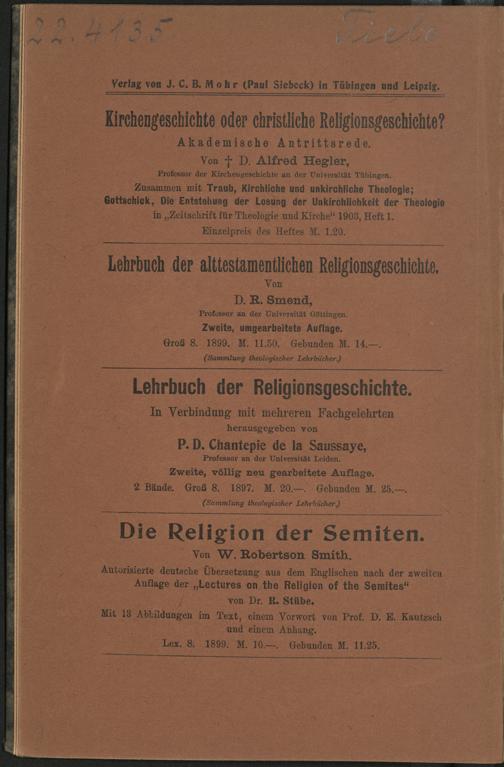 22.4135 Tiele
Verlag von J. C. B. Mohr (Paul Siebeck) in Tübingen und Leipzig.
Kirchengeschichte oder christliche Religionsgeschichte?
Akademische Antrittsrede.
Von † D. Alfred Hegler,
Professor der Kirchengeschichte an der Universität Tübingen.
Zusammen mit Traub, Kirchliche und unkirchliche Theologie;
Gottschick, Die Entstehung der Losung der Unkirchlichkeit der Theologie
in „Zeitschrift für Theologie und Kirche“ 1903, Heft 1.
Einzelpreis des Heftes M. 1.20.
Lehrbuch der alttestamentlichen Religionsgeschichte.
Von
D. R. Smend,
Professor an der Universität Göttingen.
Zweite, umgearbeitete Auflage.
Groß 8. 1899. M. 11.50. Gebunden M. 14.—.
(Sammlung theologischer Lehrbücher.)
Lehrbuch der Religionsgeschichte.
In Verbindung mit mehreren Fachgelehrten
herausgegeben von
P. D. Chantepie de la Saussaye,
Professor an der Universität Leiden.
Zweite, völlig neu gearbeitete Auflage.
2 Bände. Groß 8. 1897. M. 20.—. Gebunden M. 25.—.
(Sammlung theologischer Lehrbücher.)
Die Religion der Semiten.
Von W. Robertson Smith.
Autorisierte deutsche Übersetzung aus dem Englischen nach der zweiten
Auflage der „Lectures on the Religion of the Semites“
von Dr. R. Stübe.
Mit 13 Abbildungen im Text, einem Vorwort von Prof. D. E. Kautzsch
und einem Anhang.
Lex. 8. 1899. M. 10.—. Gebunden M. 11.25.